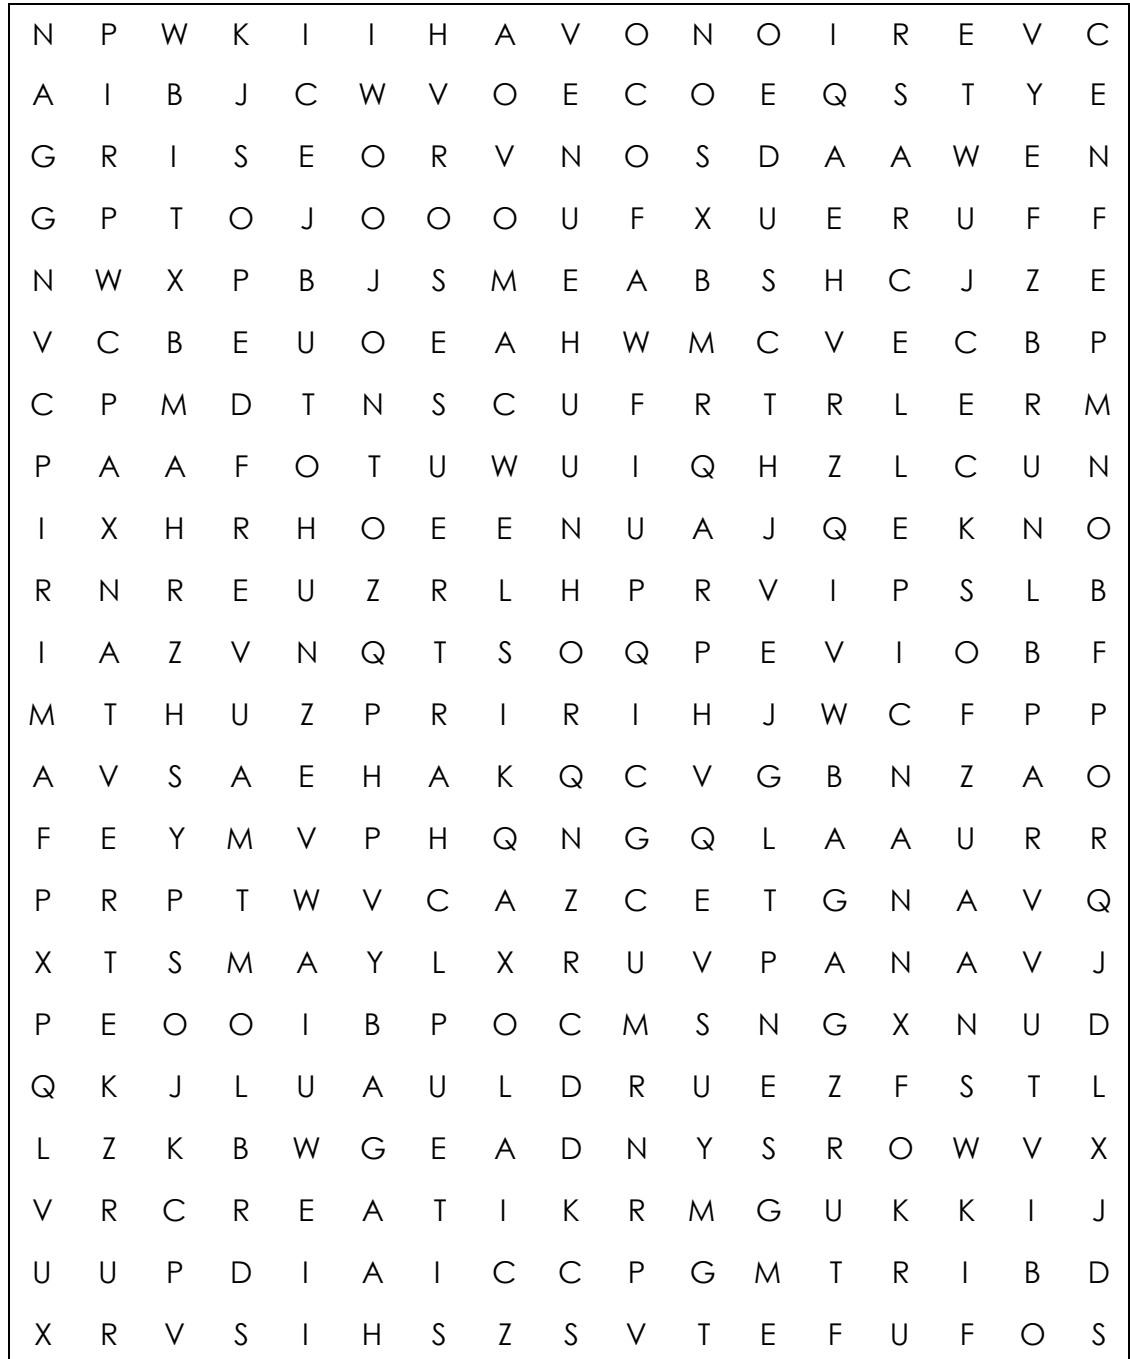 N P W K I I H A V O N O I R E V C
A I B J C W V O E C O E Q S T Y E
G R I S E O R V N O S D A A W E N
G P T O J O O O U F X U E R U F F
N W X P B J S M E A B S H C J Z E
V C B E U O E A H W M C V E C B P
C P M D T N S C U F R T R L E R M
P A A F O T U W U I Q H Z L C U N
I X H R H O E E N U A J Q E K N O
R N R E U Z R L H P R V I P S L B
I A Z V N Q T S O Q P E V I O B F
M T H U Z P R I R I H J W C F P P
A V S A E H A K Q C V G B N Z A O
F E Y M V P H Q N G Q L A A U R R
P R P T W V C A Z C E T G N A V Q
X T S M A Y L X R U V P A N A V J
P E O O I B P O C M S N G X N U D
Q K J L U A U L D R U E Z F S T L
L Z K B W G E A D N Y S R O W V X
V R C R E A T I K R M G U K K I J
U U P D I A I C C P G M T R I B D
X R V S I H S Z S V T E F U F O S